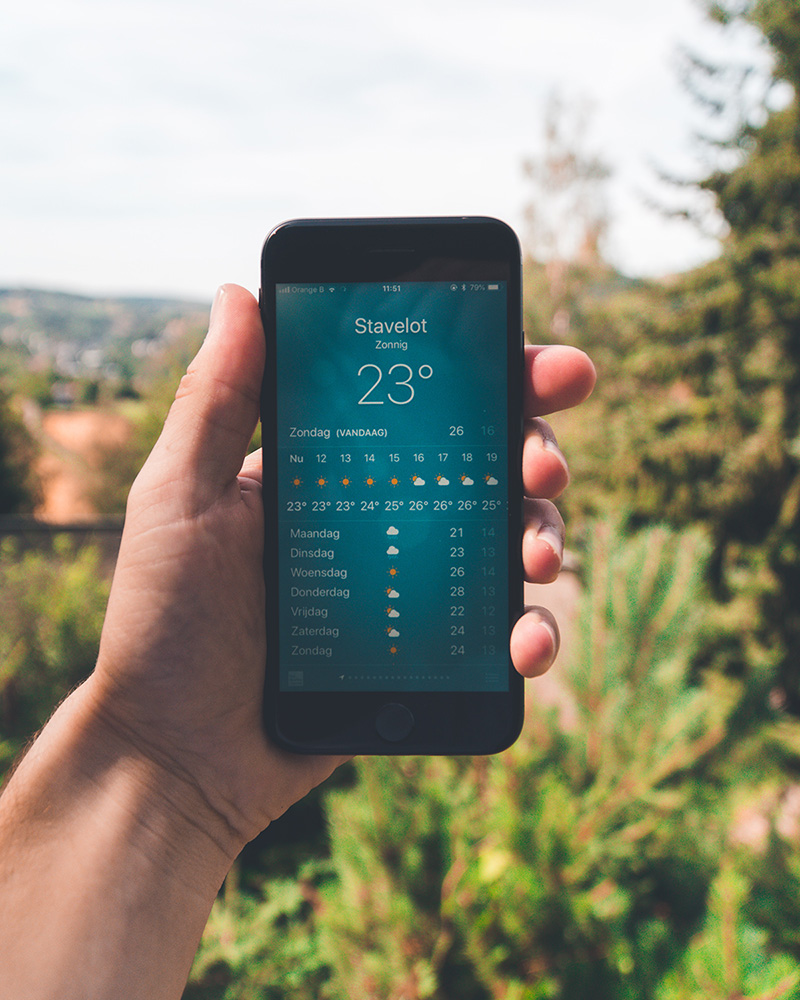 Orange B 11:51 79%
Stavelot
Zonnig
23°
Zondag (VANDAAG) 26 16
Nu 12 13 14 15 16 17 18 19
23° 23° 23° 24° 25° 26° 26° 26° 25°
Maandag 21 14
Dinsdag 23 13
Woensdag 26 14
Donderdag 28 13
Vrijdag 22 12
Zaterdag 24 13
Zondag 24 13